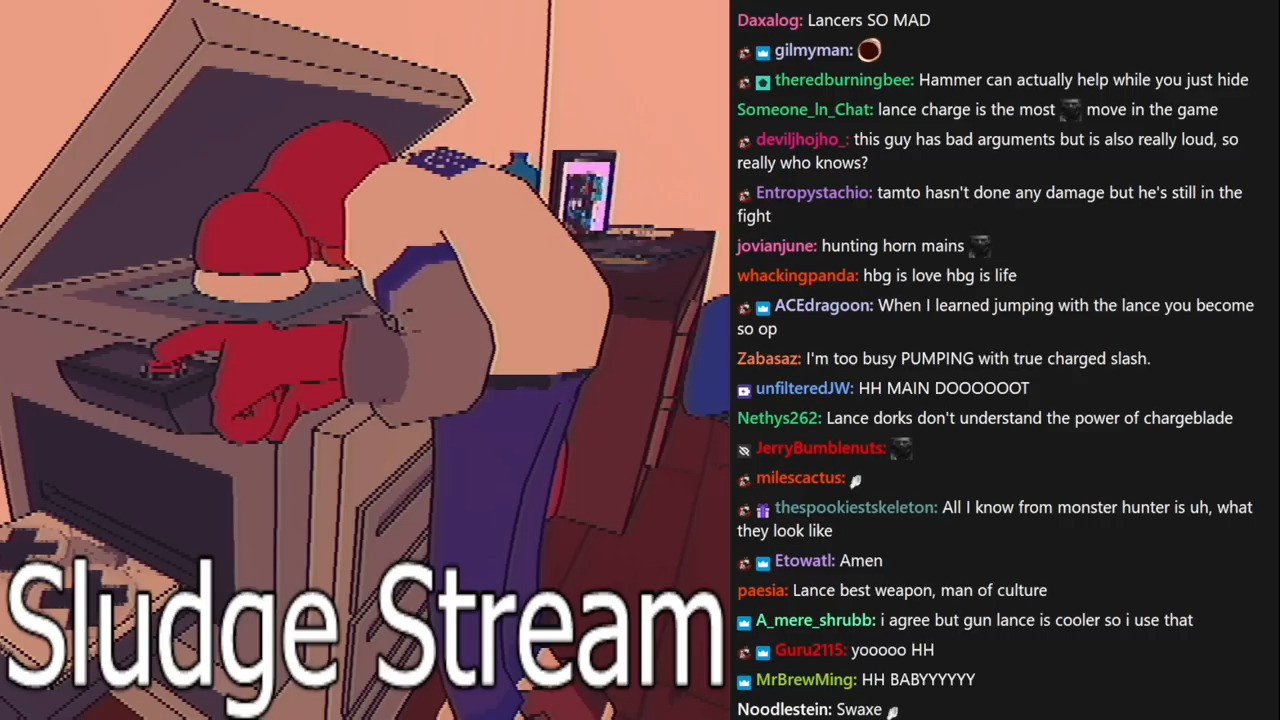 Daxalog: Lancers SO MAD
gilmyman:
theredburningbee: Hammer can actually help while you just hide
Someone_In_Chat: lance charge is the most move in the game
deviljhojho_: this guy has bad arguments but is also really loud, so
really who knows?
Entropystachio: tamto hasn't done any damage but he's still in the
fight
jovianjune: hunting horn mains
whackingpanda: hbg is love hbg is life
ACEdragoon: When I learned jumping with the lance you become
so op
Zabasaz: I'm too busy PUMPING with true charged slash.
unfilteredJW: HH MAIN DOOOOOOT
Nethys262: Lance dorks don't understand the power of chargeblade
JerryBumblenuts:
milescactus:
thespookiestskeleton: All I know from monster hunter is uh, what
they look like
Etowatl: Amen
paesia: Lance best weapon, man of culture
A_mere_shrubb: i agree but gun lance is cooler so i use that
Guru2115: yooooo HH
MrBrewMing: HH BABYYYYYY
Noodlestein: Swaxe
Sludge Stream